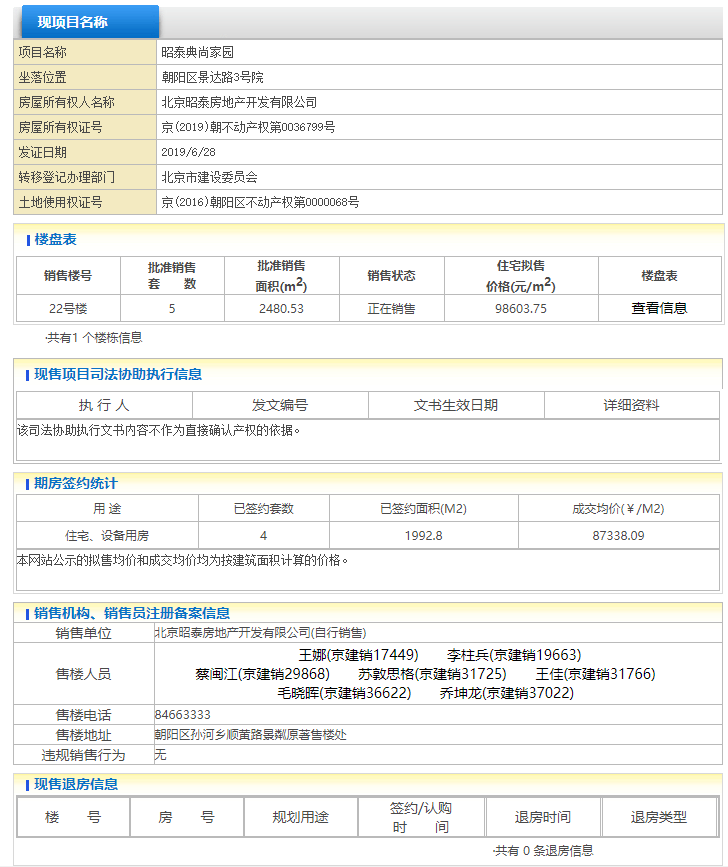 现项目名称
项目名称 昭泰典尚家园
坐落位置 朝阳区景达路3号院
房屋所有权人名称 北京昭泰房地产开发有限公司
房屋所有权证号 京(2019)朝不动产权第0036799号
发证日期 2019/6/28
转移登记办理部门 北京市建设委员会
土地使用权证号 京(2016)朝阳区不动产权第0000068号
楼盘表
销售楼号 批准销售套 数 批准销售面积(m2) 销售状态 住宅拟售价格(元/m2) 楼盘表
22号楼 5 2480.53 正在销售 98603.75 查看信息
·共有1 个楼栋信息
现售项目司法协助执行信息
执 行 人 发文编号 文书生效日期 详细资料
该司法协助执行文书内容不作为直接确认产权的依据。
期房签约统计
用 途 已签约套数 已签约面积(M2) 成交均价(￥/M2)
住宅、设备用房 4 1992.8 87338.09
本网站公示的拟售均价和成交均价均为按建筑面积计算的价格。
销售机构、销售员注册备案信息
销售单位 北京昭泰房地产开发有限公司(自行销售)
售楼人员 王娜(京建销17449) 李柱兵(京建销19663)
蔡闽江(京建销29868) 苏敦思格(京建销31725) 王佳(京建销31766)
毛晓晖(京建销36622) 乔坤龙(京建销37022)
售楼电话 84663333
售楼地址 朝阳区孙河乡顺黄路景粼原著售楼处
违规销售行为 无
现售退房信息
楼 号 房 号 规划用途 签约/认购时 间 退房时间 退房类型
·共有 0 条退房信息